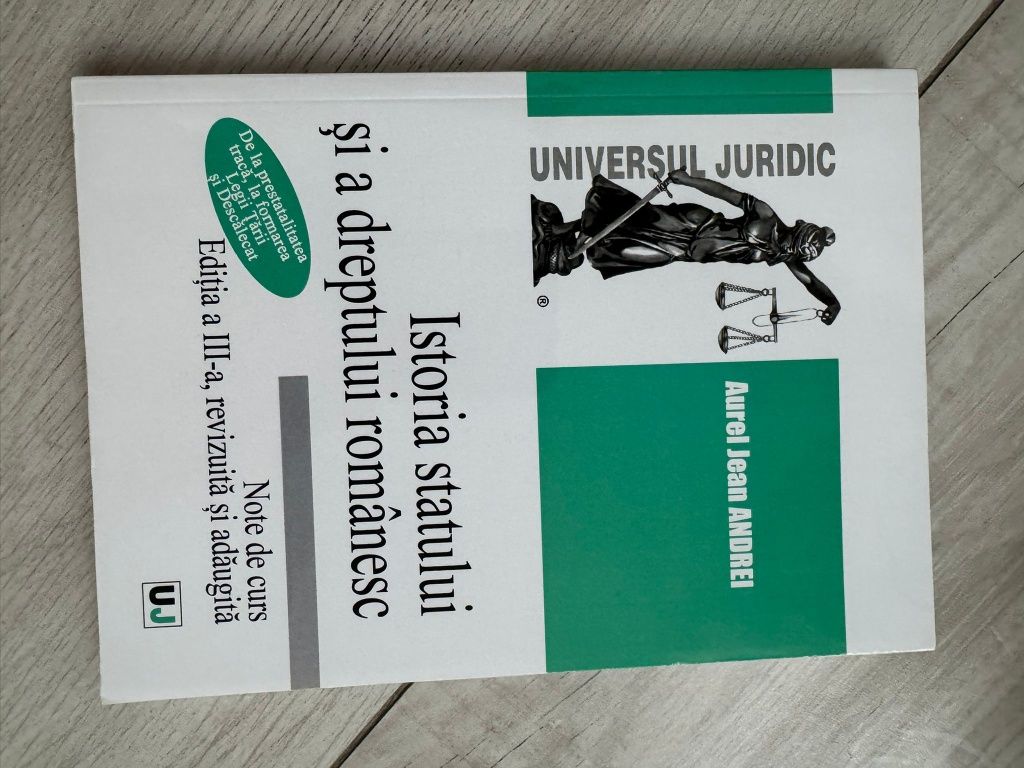 Aurel Jean ANDREI
UNIVERSUL JURIDIC
®
Istoria statului
și a dreptului românesc
De la prestatalitatea
tracă, la formarea
Legii Țării
și Descălecat
Note de curs
Ediția a III-a, revizuită și adăugită
UJ